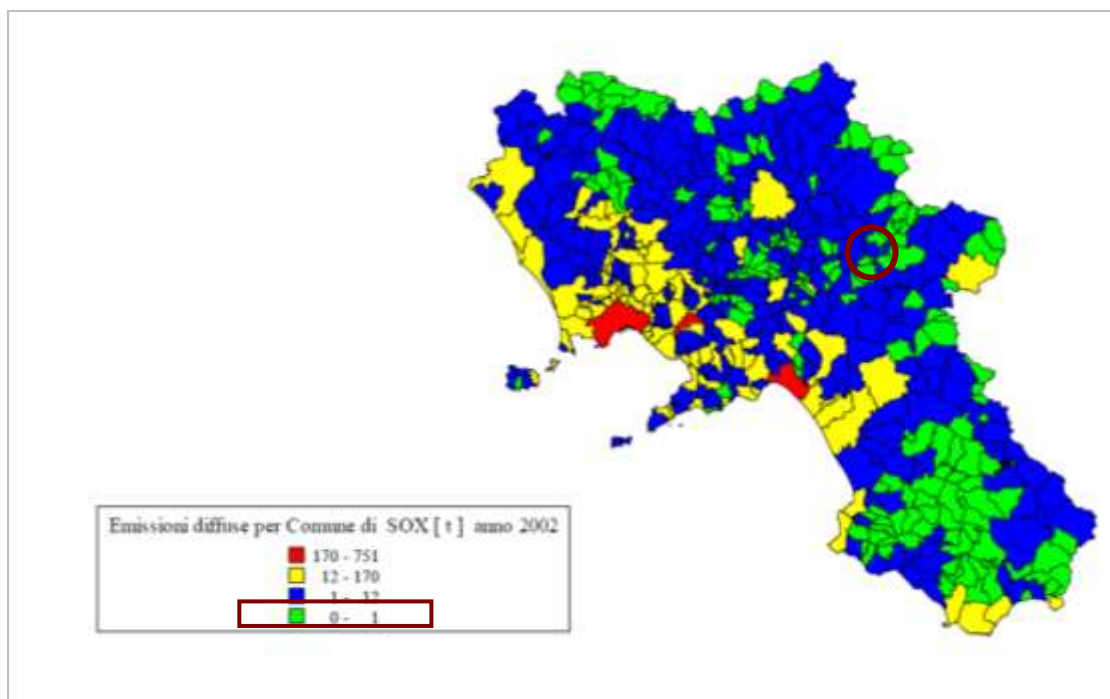 Emissioni diffuse per Comune di SOX [ t ] anno 2002
170 - 751
12 - 170
1 - 12
0 - 1